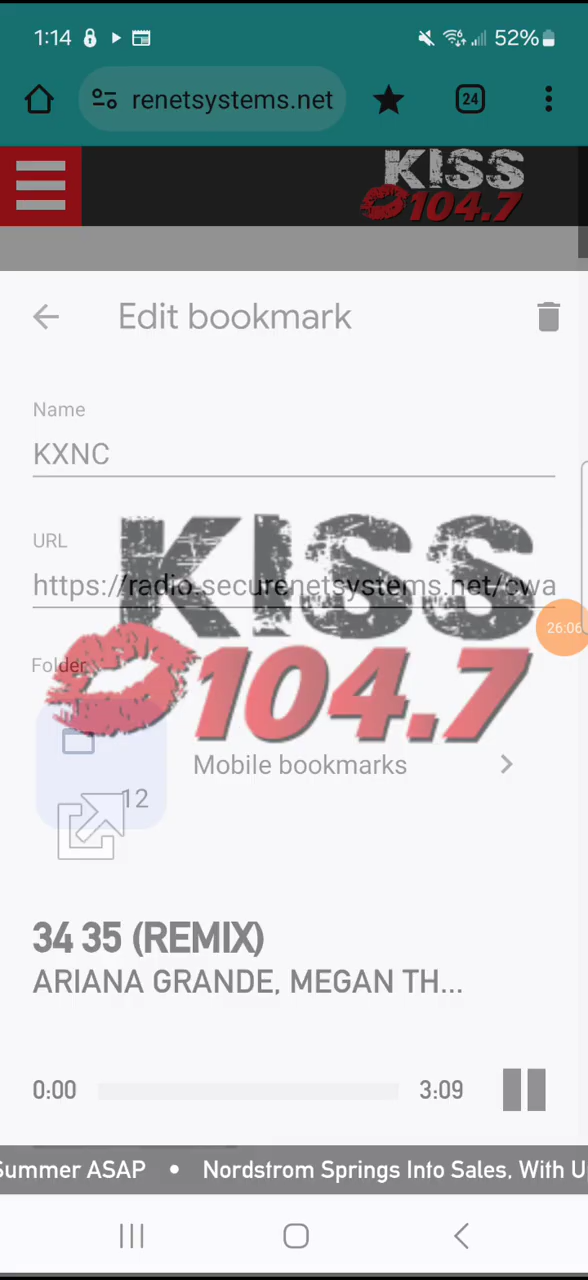 1:14 52%
renetsystems.net 24
KISS
104.7
Edit bookmark
Name
KXNC
URL
https://radio.securenetsystems.net/cwa
KISS
26:06
Folder
104.7
Mobile bookmarks
12
34 35 (REMIX)
ARIANA GRANDE, MEGAN TH...
0:00 3:09
Summer ASAP • Nordstrom Springs Into Sales, With U